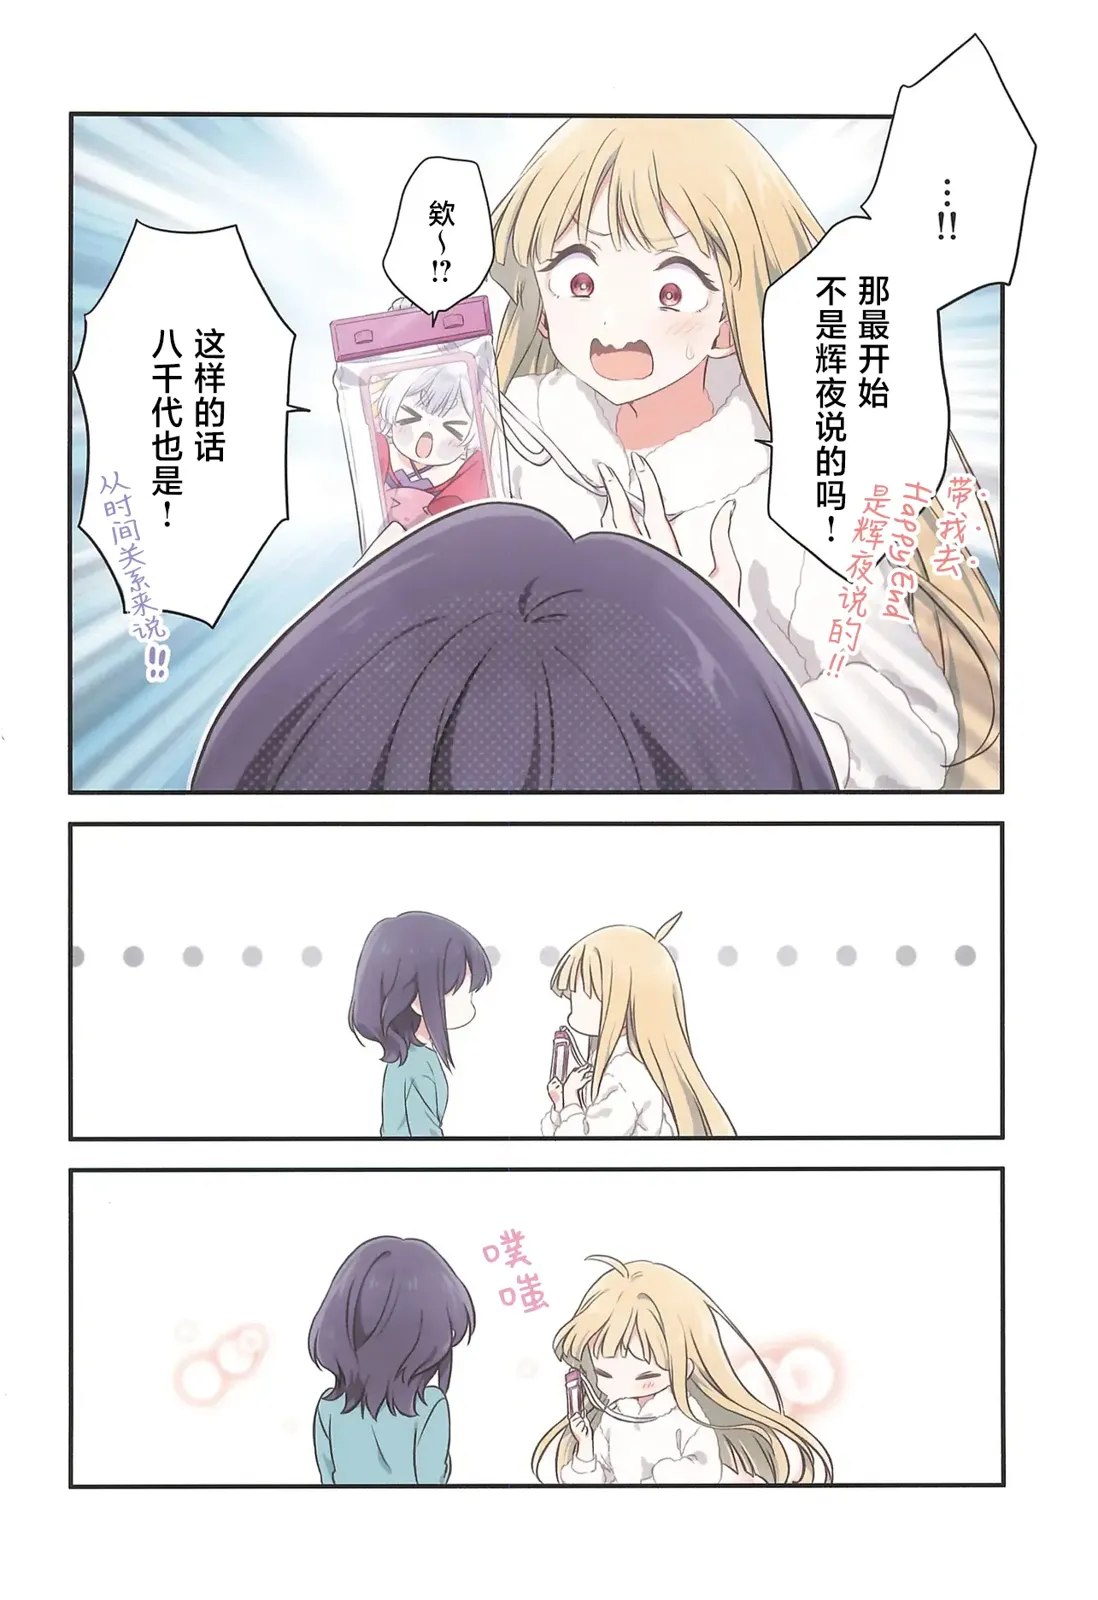 …!!
那最开始
不是辉夜说的吗！
带我去
Happy End
是辉夜说的!!
欸～!?
这样的话
八千代也是！
从时间关系来说!!
噗
嗤